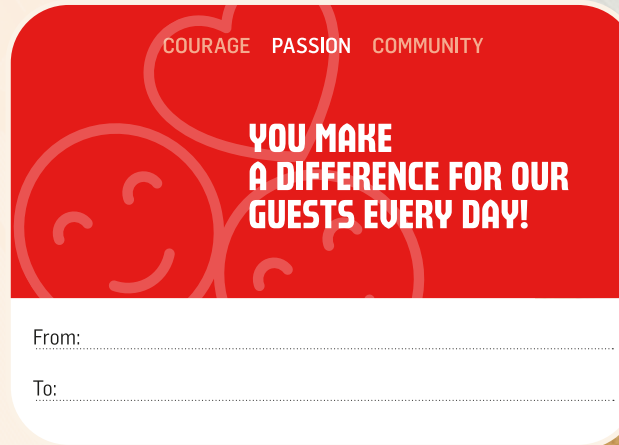 COURAGE PASSION COMMUNITY
YOU MAKE
A DIFFERENCE FOR OUR
GUESTS EVERY DAY!
From:
To: